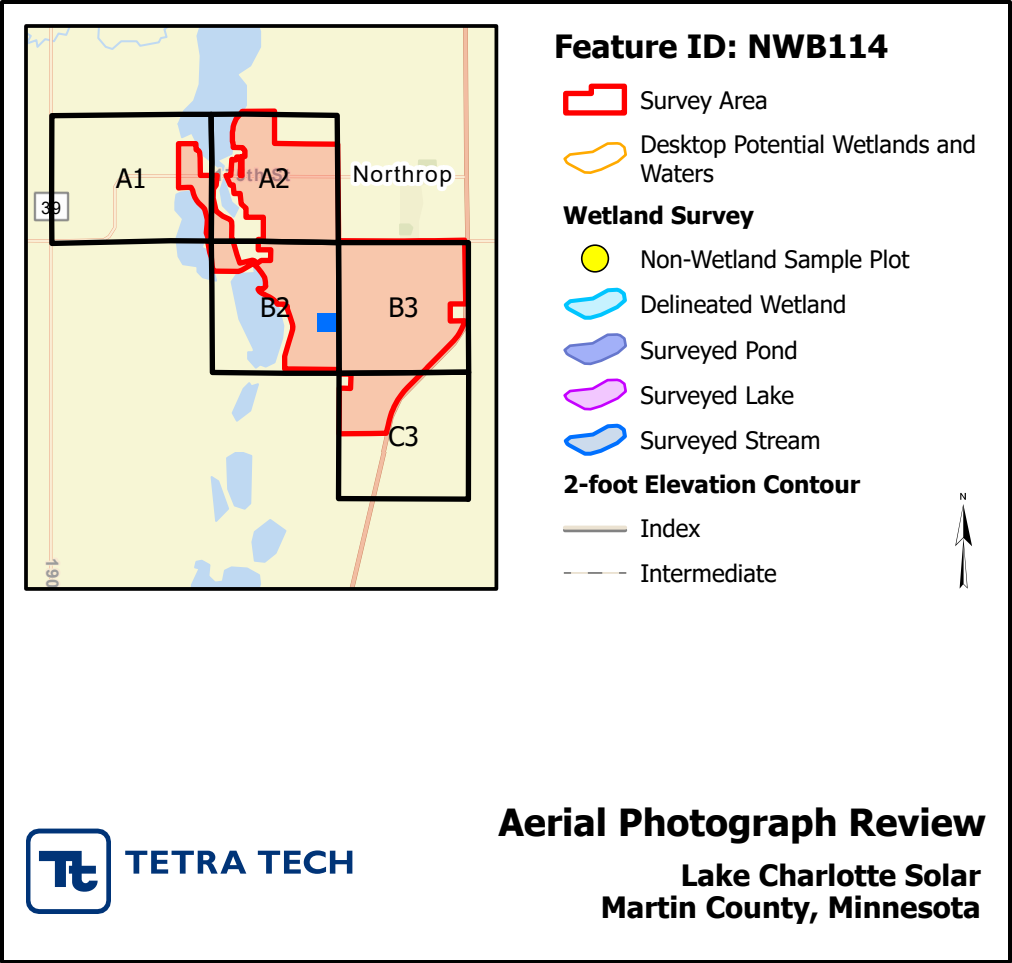 Feature ID: NWB114
Survey Area
Desktop Potential Wetlands and
Waters
Wetland Survey
Non-Wetland Sample Plot
Delineated Wetland
Surveyed Pond
Surveyed Lake
Surveyed Stream
2-foot Elevation Contour
Index
Intermediate
N
A1
A2
Northrop
39
B2
B3
C3
190
Aerial Photograph Review
Tt TETRA TECH
Lake Charlotte Solar
Martin County, Minnesota